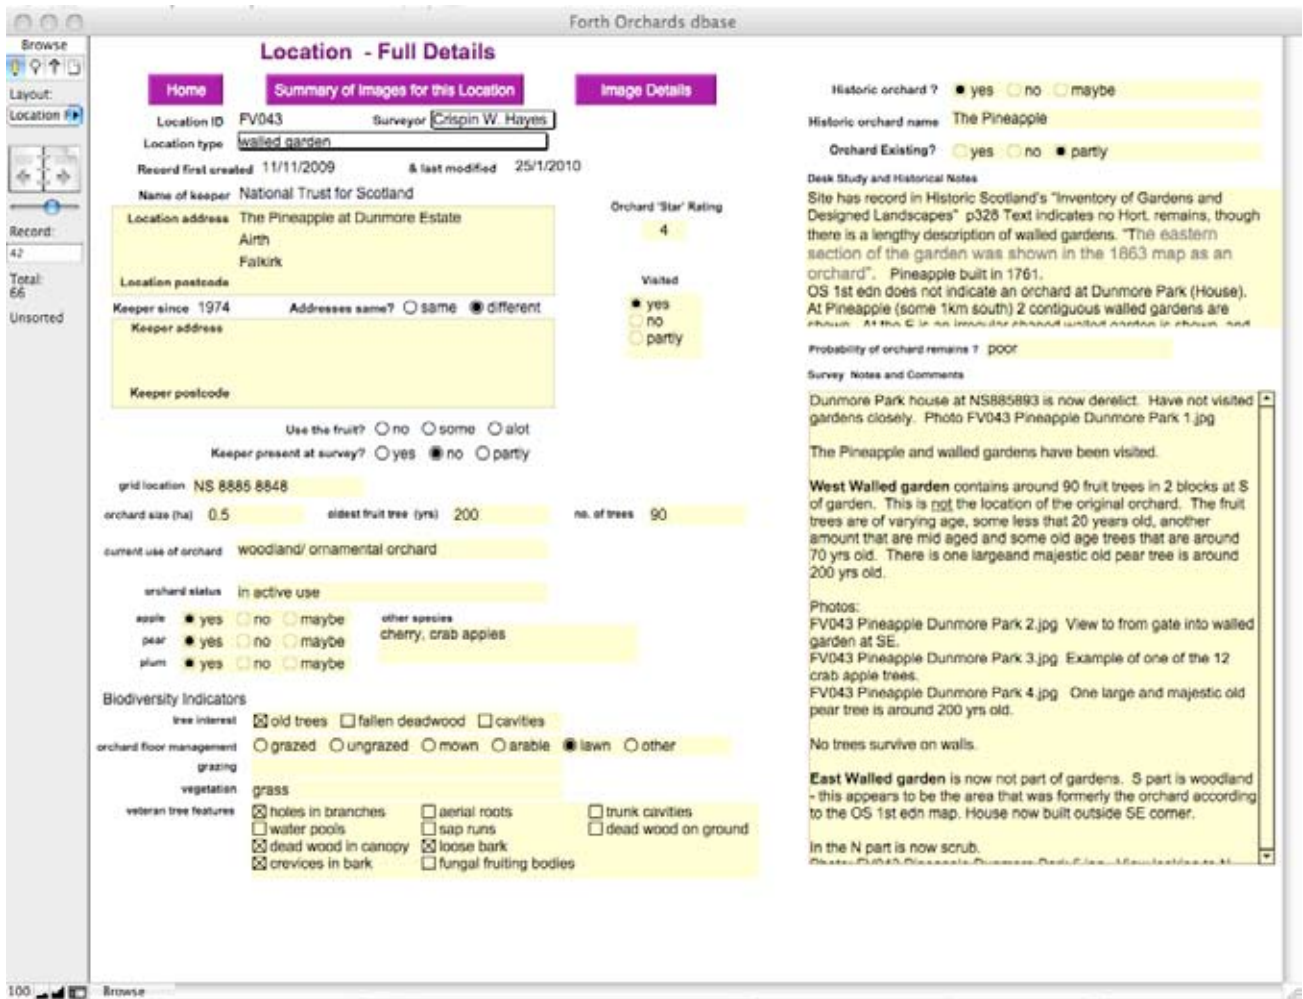 Forth Orchards dbase
Browse
Layout:
Record:
42
Total:
66
Unsorted
Location - Full Details
Home Summary of Images for this Location Image Details
Location ID FV043 Surveyor Crispin W. Hayes
Location type walled garden
Record first created 11/11/2009 & last modified 25/1/2010
Name of keeper National Trust for Scotland
Location address The Pineapple at Dunmore Estate
Airth
Falkirk
Location postcode
Orchard 'Star' Rating
4
Visited
yes
no
partly
Keeper since 1974 Addresses same? same different
Keeper address
Keeper postcode
Use the fruit? no some alot
Keeper present at survey? yes no partly
grid location NS 8885 8848
orchard size (ha) 0.5 oldest fruit tree (yrs) 200 no. of trees 90
current use of orchard woodland/ ornamental orchard
orchard status in active use
apple yes no maybe other species
pear yes no maybe cherry, crab apples
plum yes no maybe
Biodiversity Indicators
tree interest old trees fallen deadwood cavities
orchard floor management grazed ungrazed mown arable lawn other
grazing
vegetation grass
veteran tree features holes in branches aerial roots trunk cavities
water pools sap runs dead wood on ground
dead wood in canopy loose bark
crevices in bark fungal fruiting bodies
Historic orchard ? yes no maybe
Historic orchard name The Pineapple
Orchard Existing? yes no partly
Desk Study and Historical Notes
Site has record in Historic Scotland's "Inventory of Gardens and
Designed Landscapes" p328 Text indicates no Hort. remains, though
there is a lengthy description of walled gardens. "The eastern
section of the garden was shown in the 1863 map as an
orchard". Pineapple built in 1761.
OS 1st edn does not indicate an orchard at Dunmore Park (House).
At Pineapple (some 1km south) 2 contiguous walled gardens are
shown. At the E is an irregular shaped walled garden is shown, and
Probability of orchard remains ? poor
Survey Notes and Comments
Dunmore Park house at NS885893 is now derelict. Have not visited
gardens closely. Photo FV043 Pineapple Dunmore Park 1.jpg
The Pineapple and walled gardens have been visited.
West Walled garden contains around 90 fruit trees in 2 blocks at S
of garden. This is not the location of the original orchard. The fruit
trees are of varying age, some less that 20 years old, another
amount that are mid aged and some old age trees that are around
70 yrs old. There is one largeand majestic old pear tree is around
200 yrs old.
Photos:
FV043 Pineapple Dunmore Park 2.jpg View to from gate into walled
garden at SE.
FV043 Pineapple Dunmore Park 3.jpg Example of one of the 12
crab apple trees.
FV043 Pineapple Dunmore Park 4.jpg One large and majestic old
pear tree is around 200 yrs old.
No trees survive on walls.
East Walled garden is now not part of gardens. S part is woodland
- this appears to be the area that was formerly the orchard according
to the OS 1st edn map. House now built outside SE corner.
In the N part is now scrub.
Photo: FV043 Pineapple Dunmore Park 5.jpg View looking to N
100 Browse